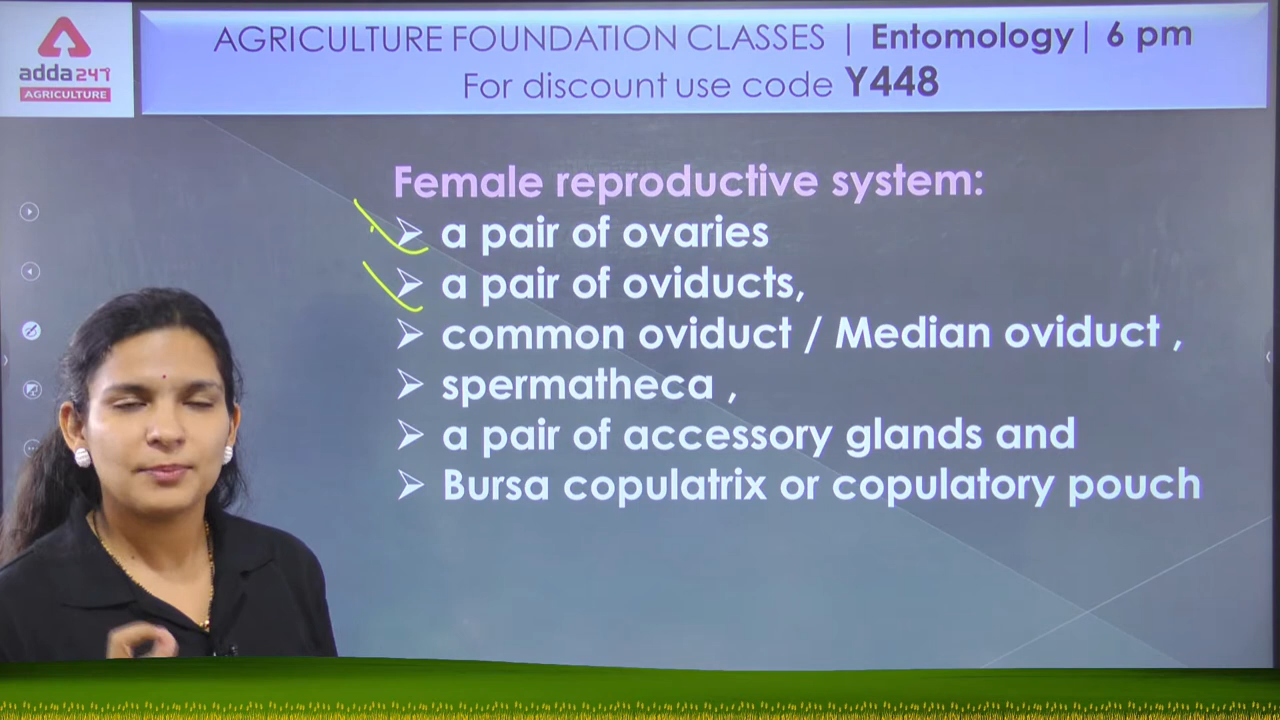 adda247
AGRICULTURE
AGRICULTURE FOUNDATION CLASSES | Entomology| 6 pm
For discount use code Y448
Female reproductive system:
a pair of ovaries
a pair of oviducts,
common oviduct / Median oviduct ,
spermatheca ,
a pair of accessory glands and
Bursa copulatrix or copulatory pouch